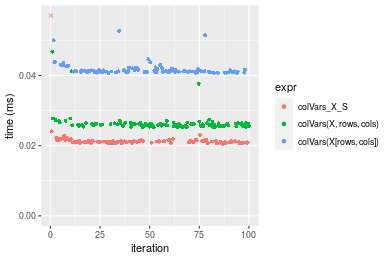 0.04
0.02
0.00
time (ms)
0
25
50
75
100
iteration
expr
colVars_X_S
colVars(X, rows, cols)
colVars(X[rows, cols])